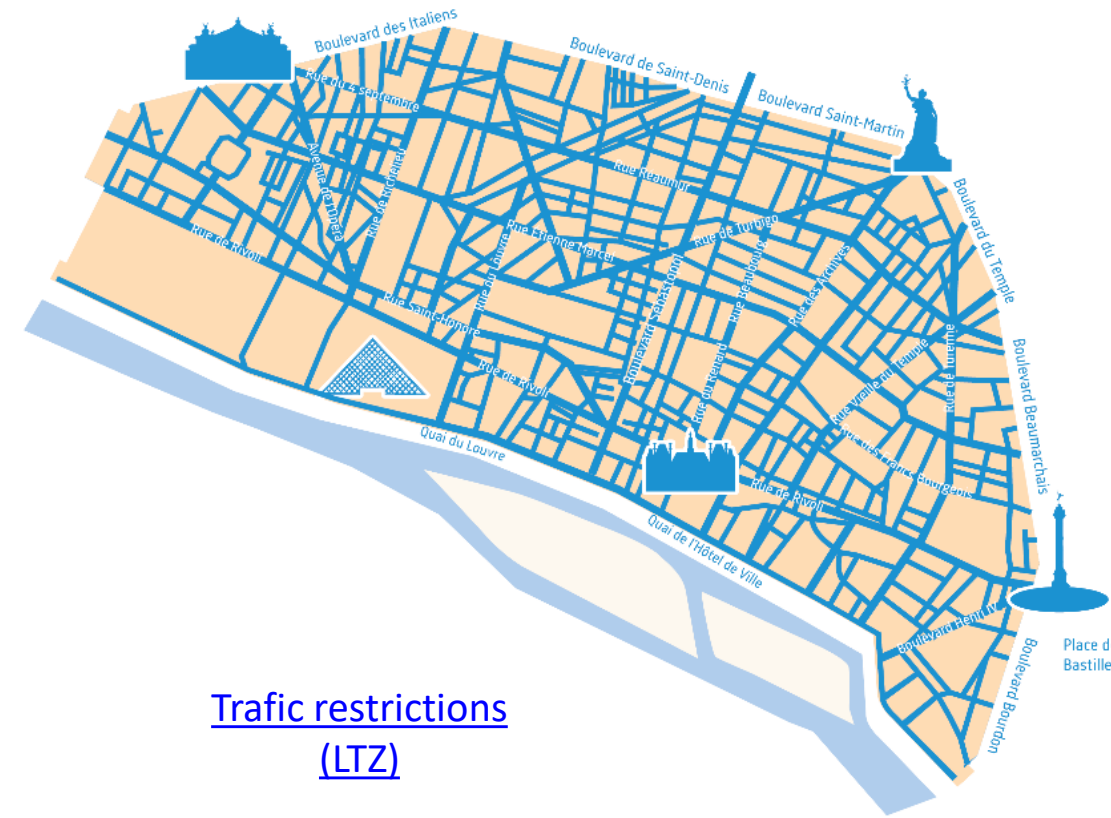 Boulevard des Italiens
Boulevard de Saint-Denis
Boulevard Saint-Martin
Rue du 4 septembre
Rue Reaumur
Avenue de l'Opéra
Rue de Richelieu
Boulevard du Temple
Rue de Rivoli
Rue du Louvre
Rue Etienne Marcel
Rue de Turbigo
Rue Beaubourg
Rue des Archives
Rue Saint-Honoré
Boulevard Sébastopol
Rue du Renard
Rue Vieille du Temple
Rue de Turenne
Boulevard Beaumarchais
Rue de Rivoli
Quai du Louvre
Rue des Francs Bourgeois
Rue de Rivoli
Quai de l'Hôtel de Ville
Boulevard Henri IV
Place d
Bastille
Boulevard Bourdon
Trafic restrictions
(LTZ)